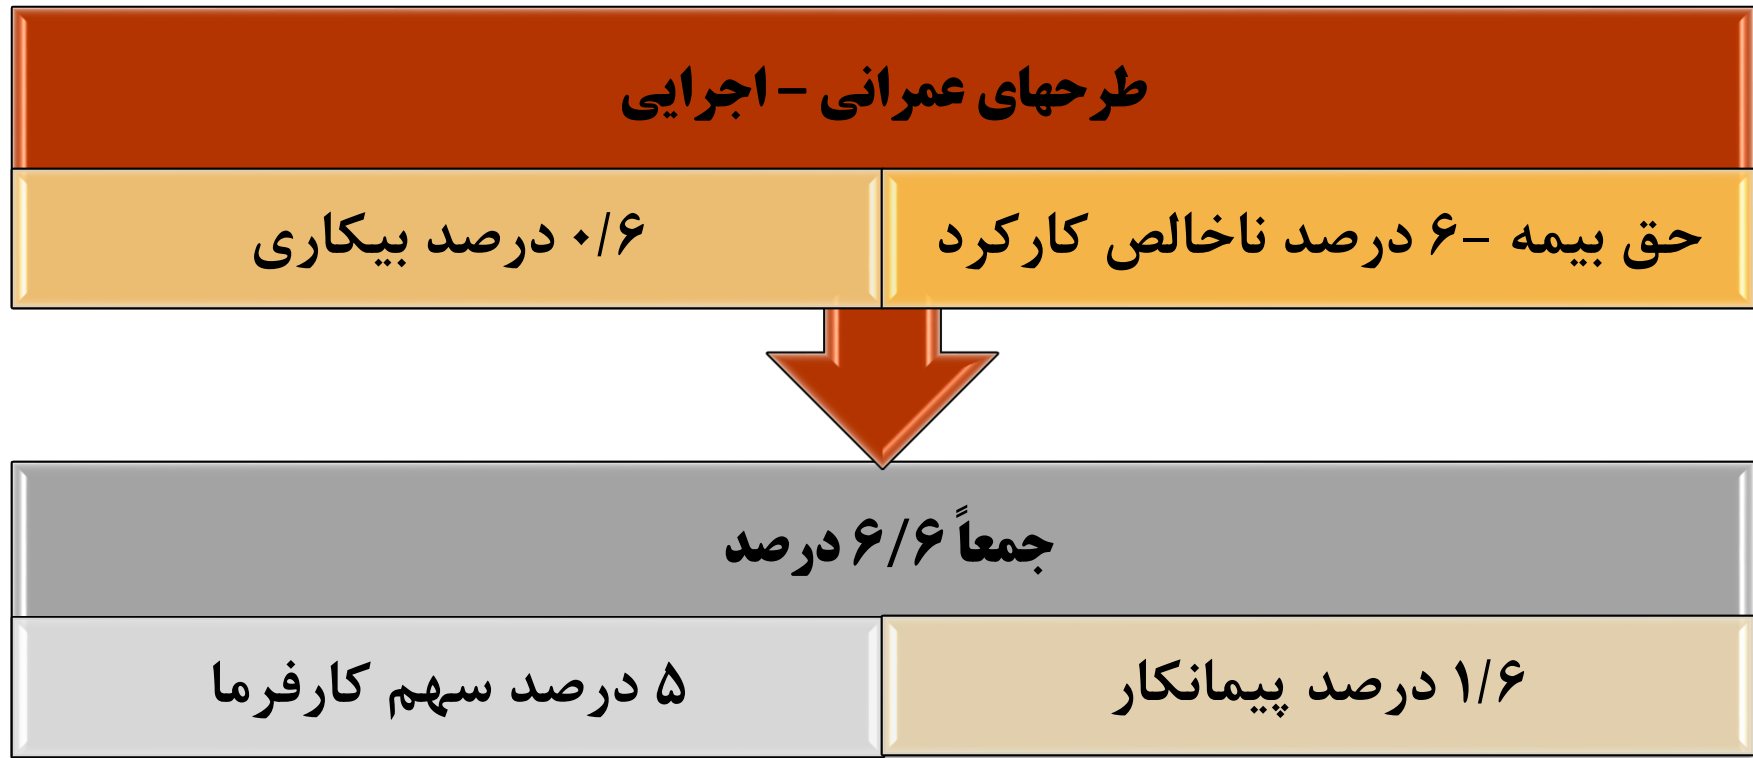 طرحهای عمرانی – اجرایی
حق بیمه –۶ درصد ناخالص کارکرد
۰/۶ درصد بیکاری
جمعاً ۶/۶ درصد
۱/۶ درصد پیمانکار
۵ درصد سهم کارفرما